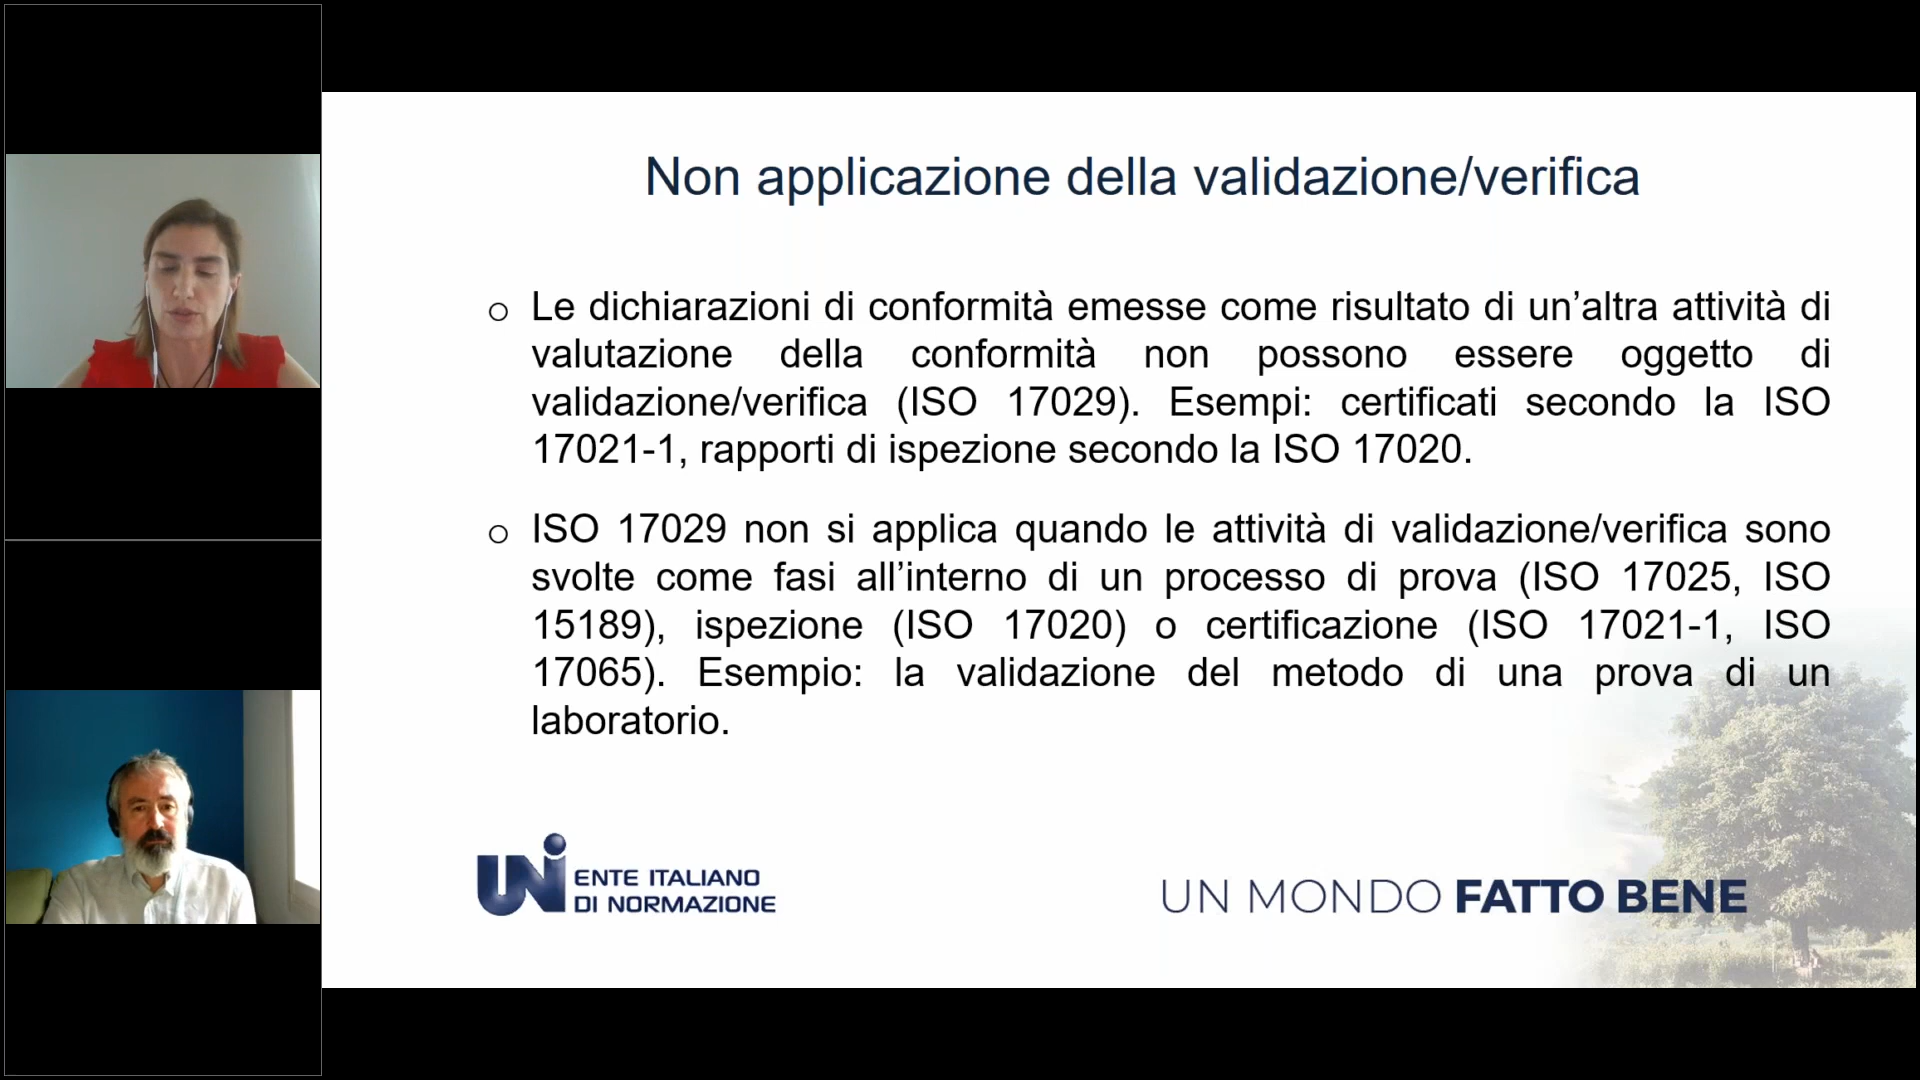 Non applicazione della validazione/verifica
o Le dichiarazioni di conformità emesse come risultato di un’altra attività di
valutazione della conformità non possono essere oggetto di
validazione/verifica (ISO 17029). Esempi: certificati secondo la ISO
17021-1, rapporti di ispezione secondo la ISO 17020.
o ISO 17029 non si applica quando le attività di validazione/verifica sono
svolte come fasi all’interno di un processo di prova (ISO 17025, ISO
15189), ispezione (ISO 17020) o certificazione (ISO 17021-1, ISO
17065). Esempio: la validazione del metodo di una prova di un
laboratorio.
UNi ENTE ITALIANO
DI NORMAZIONE
UN MONDO FATTO BENE